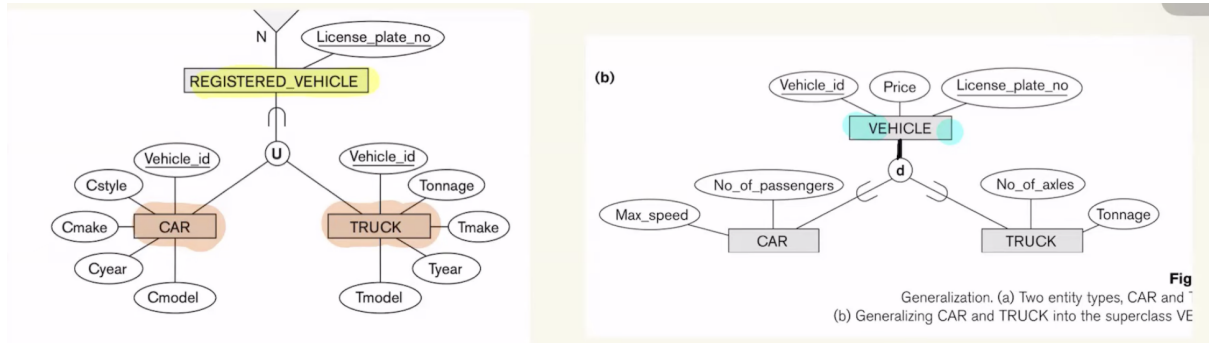 N
License_plate_no
REGISTERED_VEHICLE
U
Vehicle_id
Vehicle_id
Cstyle
Tonnage
Cmake
CAR
TRUCK
Tmake
Cyear
Tyear
Cmodel
Tmodel
(b)
Vehicle_id
Price
License_plate_no
VEHICLE
d
No_of_passengers
No_of_axles
Max_speed
Tonnage
CAR
TRUCK
Fig
Generalization. (a) Two entity types, CAR and
(b) Generalizing CAR and TRUCK into the superclass VE